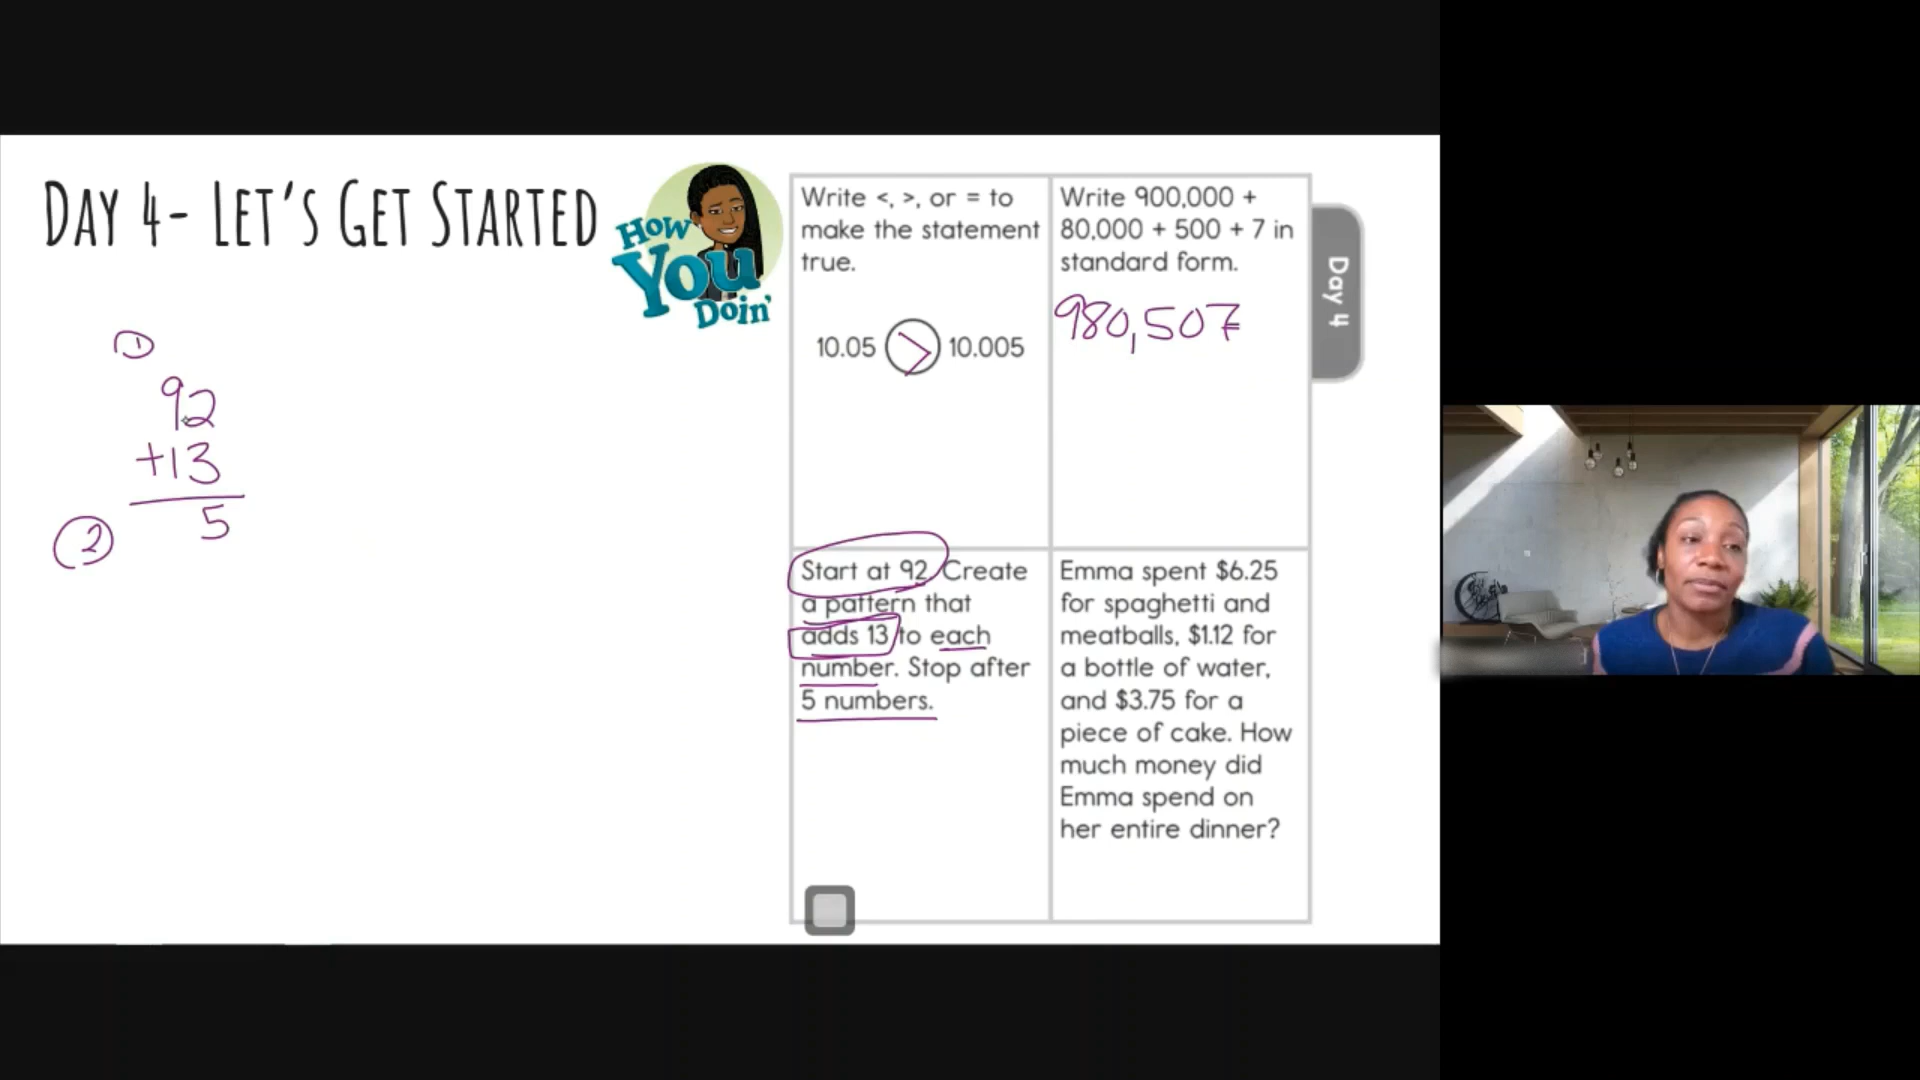 DAY 4- LET'S GET STARTED
How
You
Doin'
1
92
+13
5
2
Write <, >, or = to
make the statement
true.
10.05 > 10.005
Write 900,000 +
80,000 + 500 + 7 in
standard form.
980,507
Day 4
Start at 92. Create
a pattern that
adds 13 to each
number. Stop after
5 numbers.
Emma spent $6.25
for spaghetti and
meatballs, $1.12 for
a bottle of water,
and $3.75 for a
piece of cake. How
much money did
Emma spend on
her entire dinner?